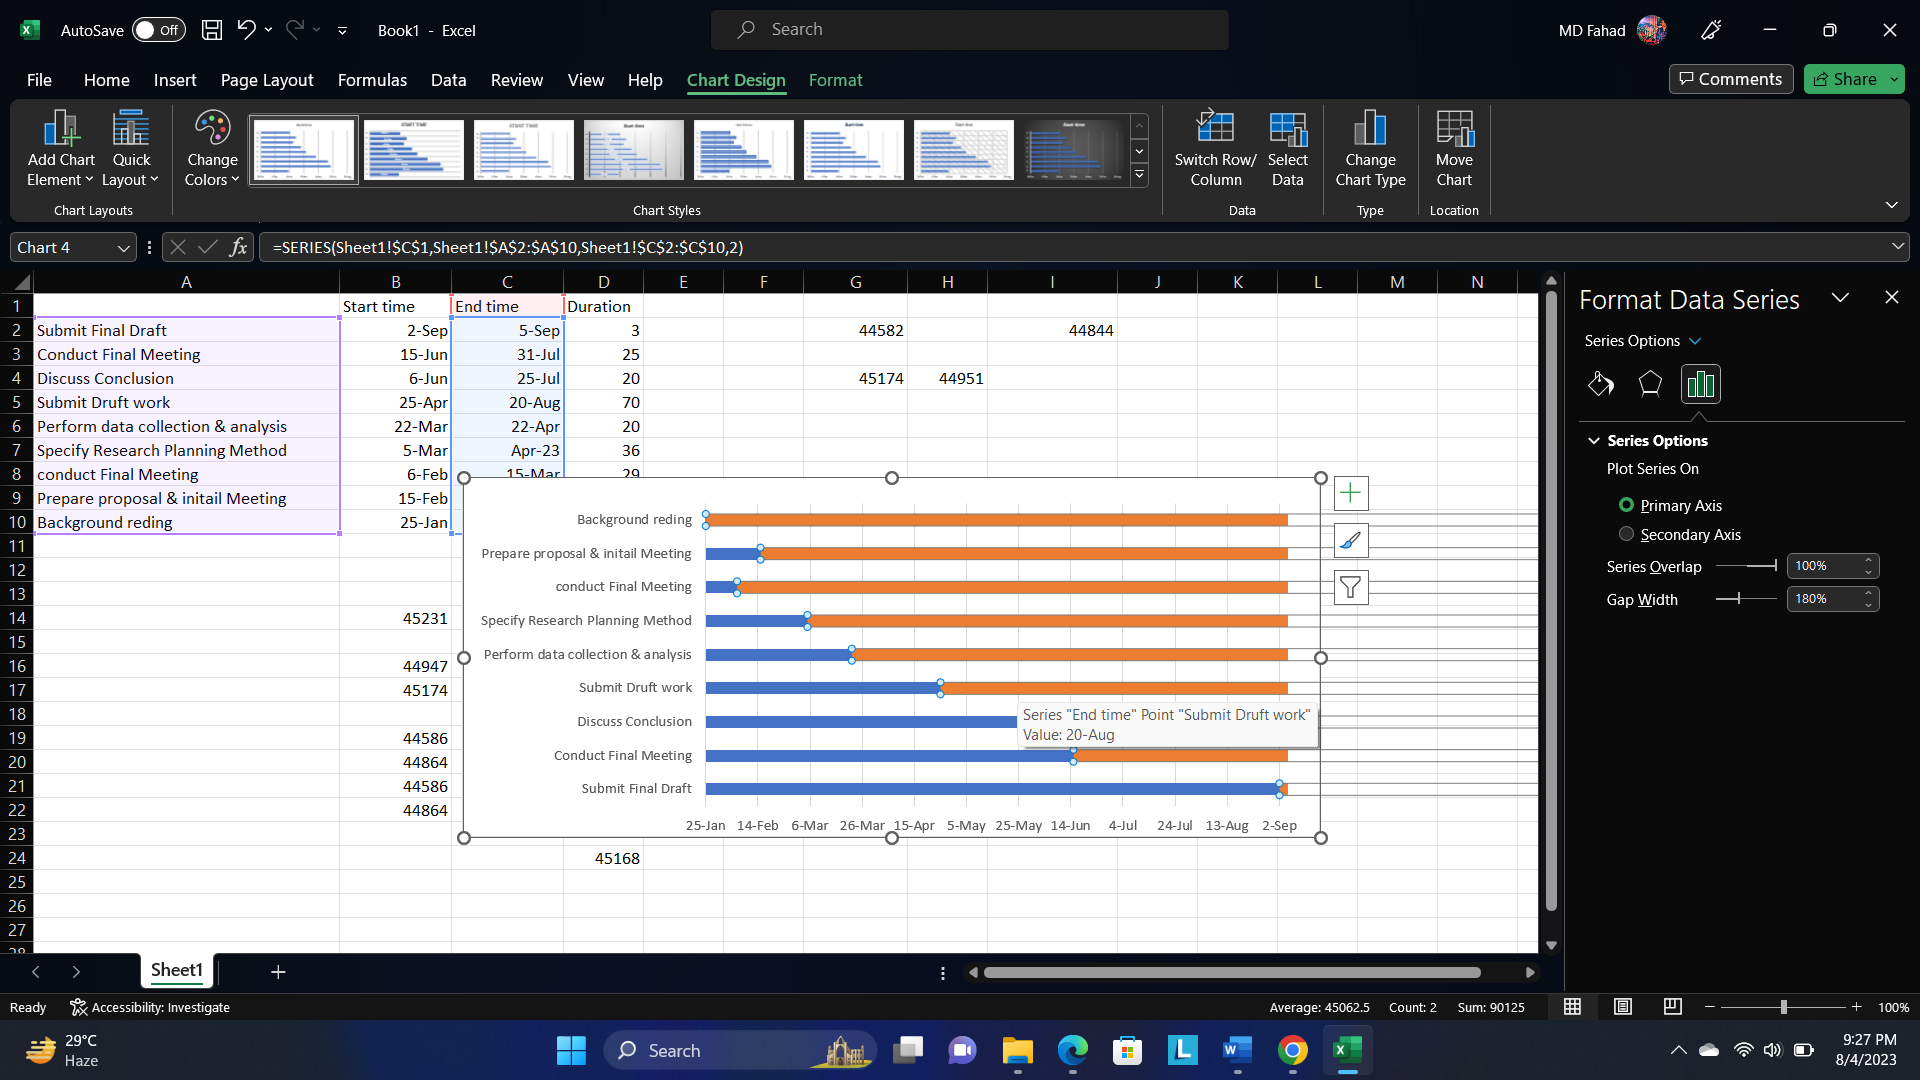 AutoSave Off Book1 - Excel Search MD Fahad
File Home Insert Page Layout Formulas Data Review View Help Chart Design Format Comments Share
Add Chart Element Quick Layout Change Colors Switch Row/ Column Select Data Change Chart Type Move Chart
Chart Layouts Chart Styles Data Type Location
Chart 4 fx =SERIES(Sheet1!$C$1,Sheet1!$A$2:$A$10,Sheet1!$C$2:$C$10,2)
A B C D E F G H I J K L M N
1 Start time End time Duration
2 Submit Final Draft 2-Sep 5-Sep 3 44582 44844
3 Conduct Final Meeting 15-Jun 31-Jul 25
4 Discuss Conclusion 6-Jun 25-Jul 20 45174 44951
5 Submit Druft work 25-Apr 20-Aug 70
6 Perform data collection & analysis 22-Mar 22-Apr 20
7 Specify Research Planning Method 5-Mar Apr-23 36
8 conduct Final Meeting 6-Feb 15-Mar 29
9 Prepare proposal & initail Meeting 15-Feb
10 Background reding 25-Jan
11
12
13
14 45231
15
16 44947
17 45174
18
19 44586
20 44864
21 44586
22 44864
23
24 45168
25
26
27
28
Background reding
Prepare proposal & initail Meeting
conduct Final Meeting
Specify Research Planning Method
Perform data collection & analysis
Submit Druft work
Discuss Conclusion
Conduct Final Meeting
Submit Final Draft
25-Jan 14-Feb 6-Mar 26-Mar 15-Apr 5-May 25-May 14-Jun 4-Jul 24-Jul 13-Aug 2-Sep
Series "End time" Point "Submit Druft work"
Value: 20-Aug
Format Data Series
Series Options
Series Options
Plot Series On
Primary Axis
Secondary Axis
Series Overlap 100%
Gap Width 180%
Sheet1
Ready Accessibility: Investigate Average: 45062.5 Count: 2 Sum: 90125 100%
29°C
Haze
Search
9:27 PM
8/4/2023